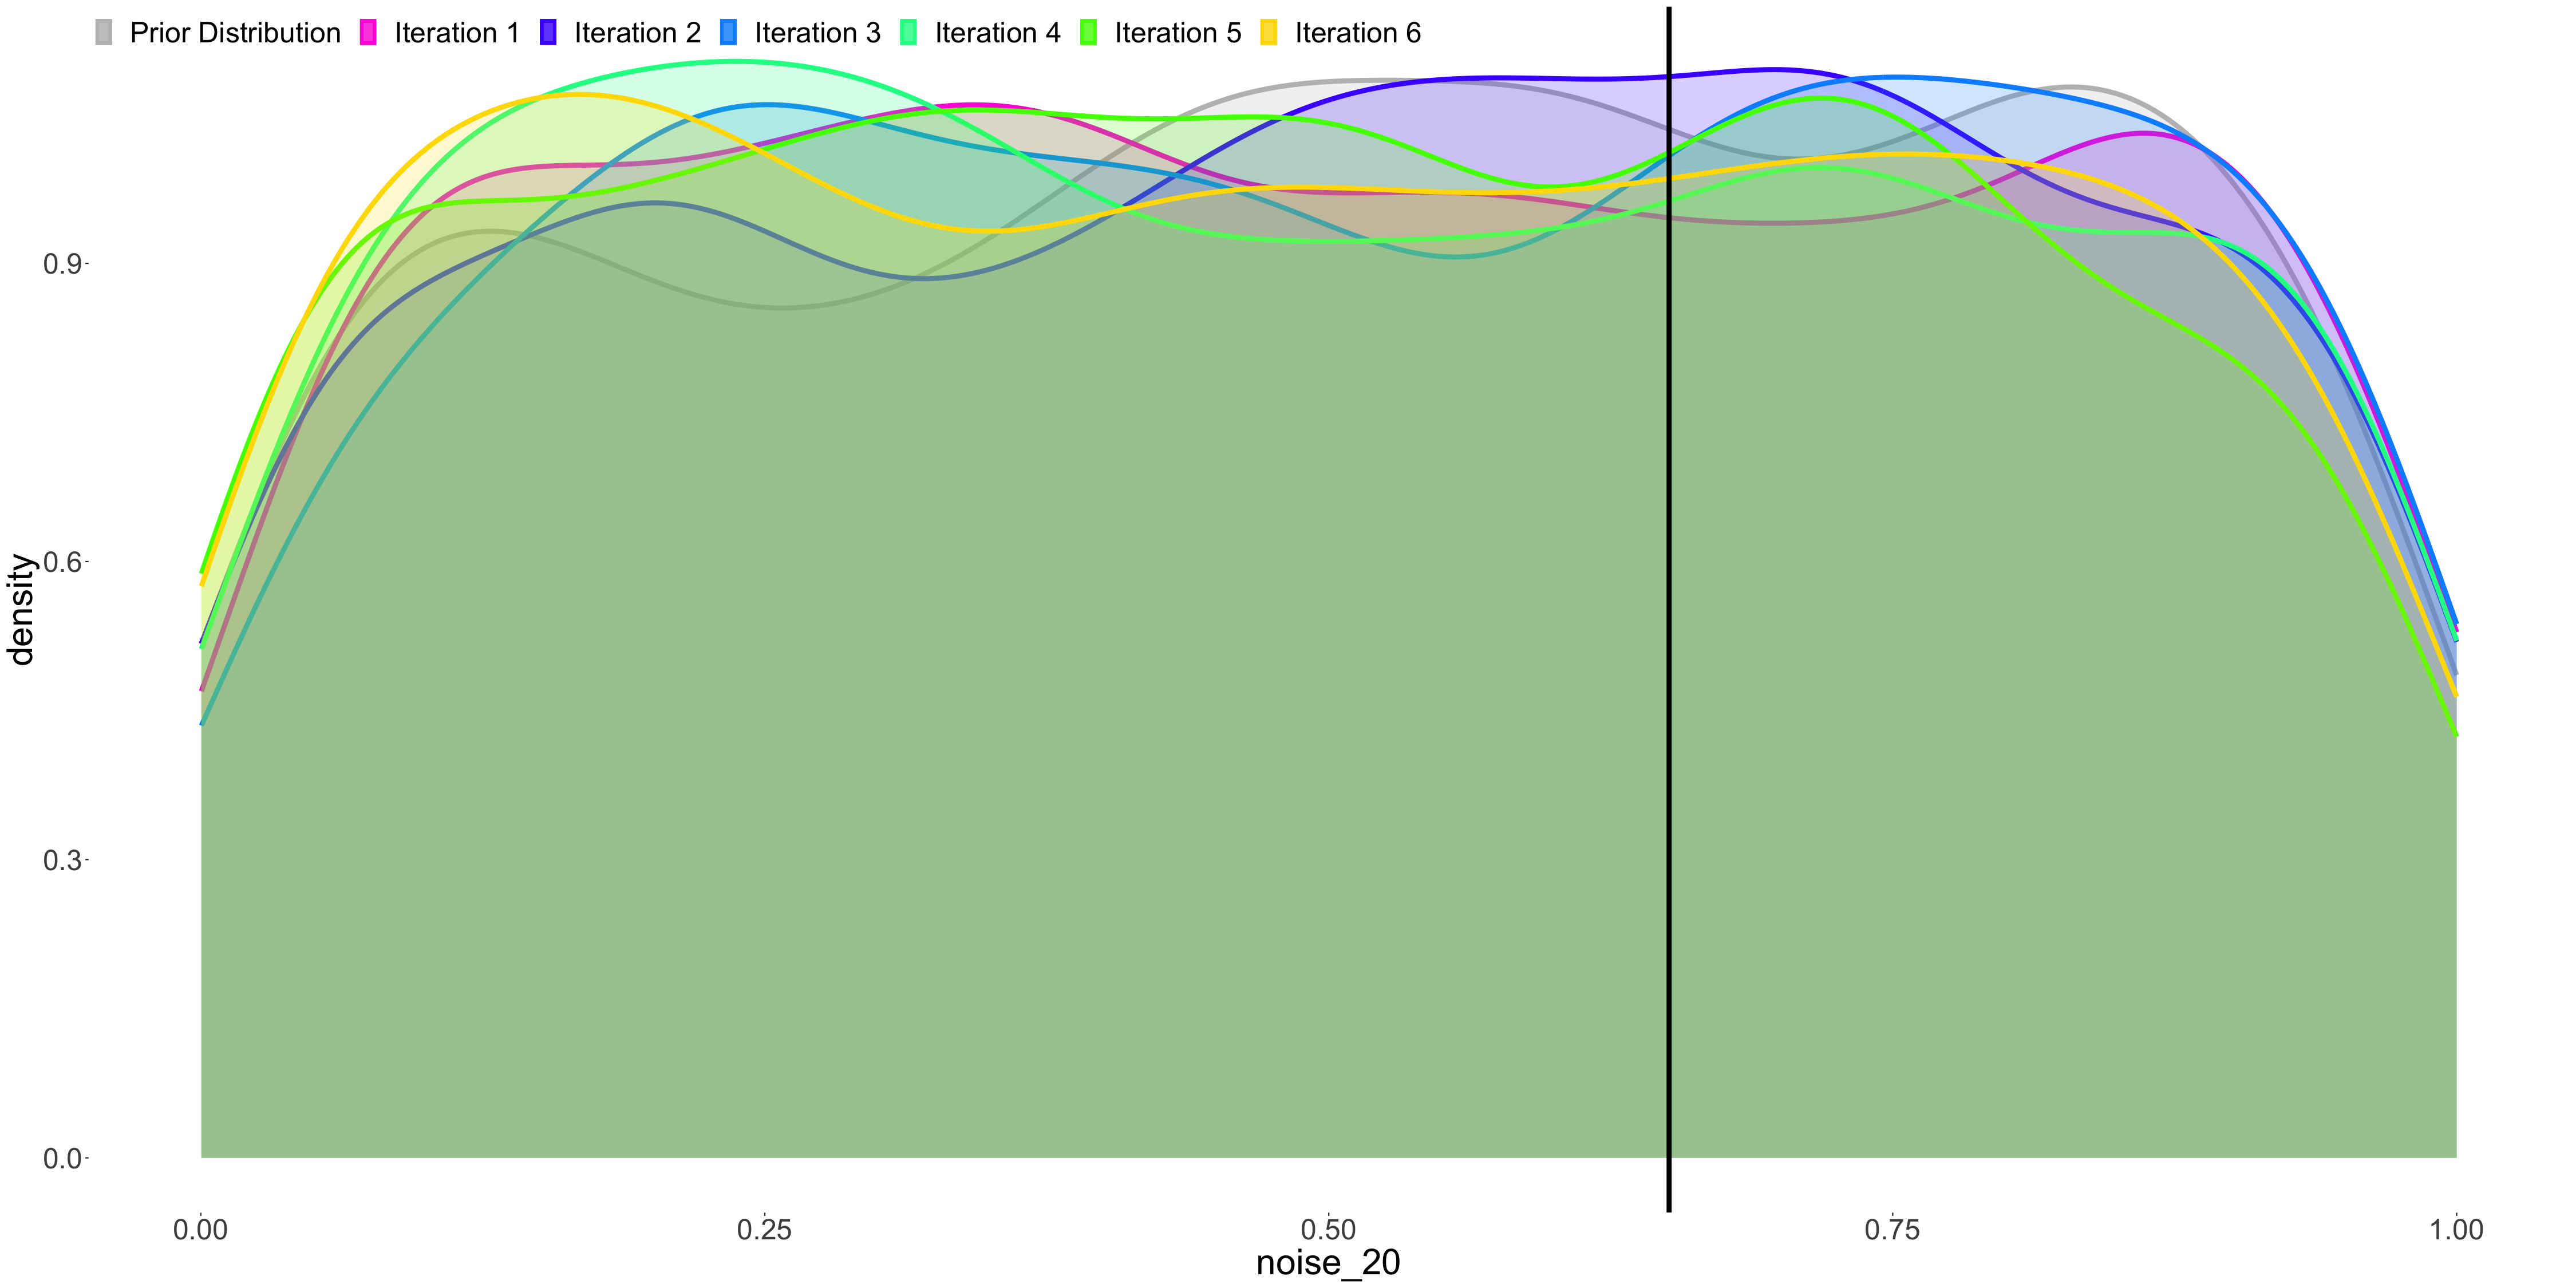 Prior Distribution Iteration 1 Iteration 2 Iteration 3 Iteration 4 Iteration 5 Iteration 6
density
0.9
0.6
0.3
0.0
0.00 0.25 0.50 0.75 1.00
noise_20